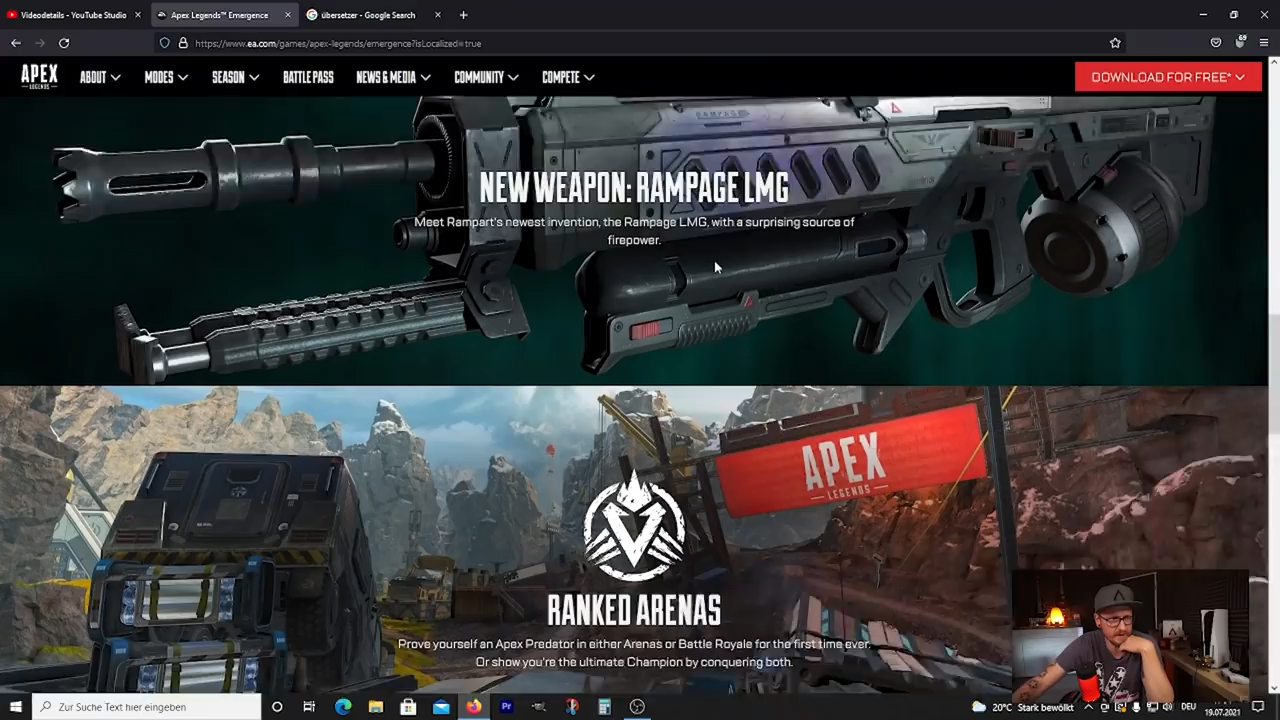 Videodetails - YouTube Studio
Apex Legends™ Emergence
übersetzer - Google Search
https://www.ea.com/games/apex-legends/emergence?isLocalized=true
69
APEX
LEGENDS
ABOUT
MODES
SEASON
BATTLE PASS
NEWS & MEDIA
COMMUNITY
COMPETE
DOWNLOAD FOR FREE*
RAMPAGE
NEW WEAPON: RAMPAGE LMG
Meet Rampart's newest invention, the Rampage LMG, with a surprising source of
firepower.
APEX
LEGENDS
RANKED ARENAS
Prove yourself an Apex Predator in either Arenas or Battle Royale for the first time ever.
Or show you're the ultimate Champion by conquering both.
Zur Suche Text hier eingeben
Pr
20°C Stark bewölkt
DEU
19.07.2021